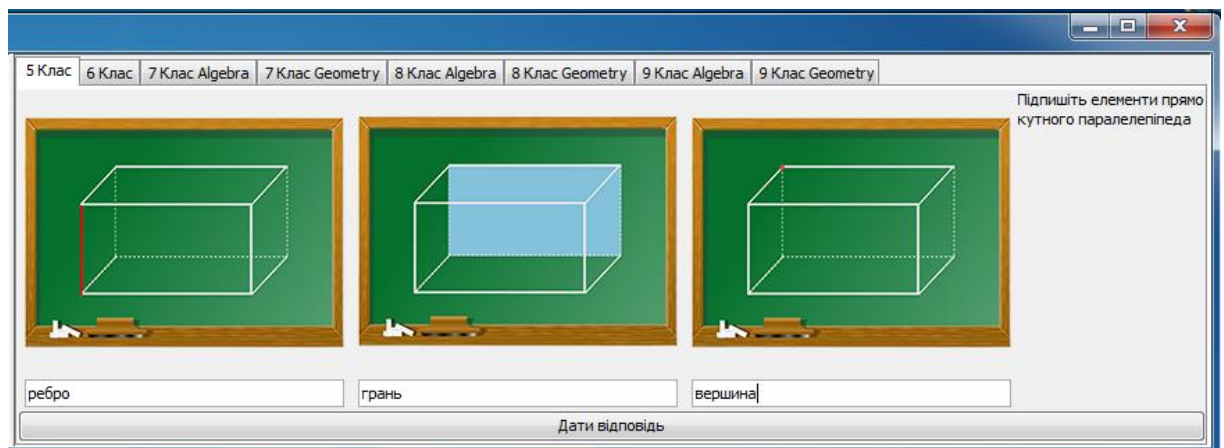 5 Клас 6 Клас 7 Клас Algebra 7 Клас Geometry 8 Клас Algebra 8 Клас Geometry 9 Клас Algebra 9 Клас Geometry
Підпишіть елементи прямо
кутного паралелепіпеда
ребро
грань
вершина
Дати відповідь